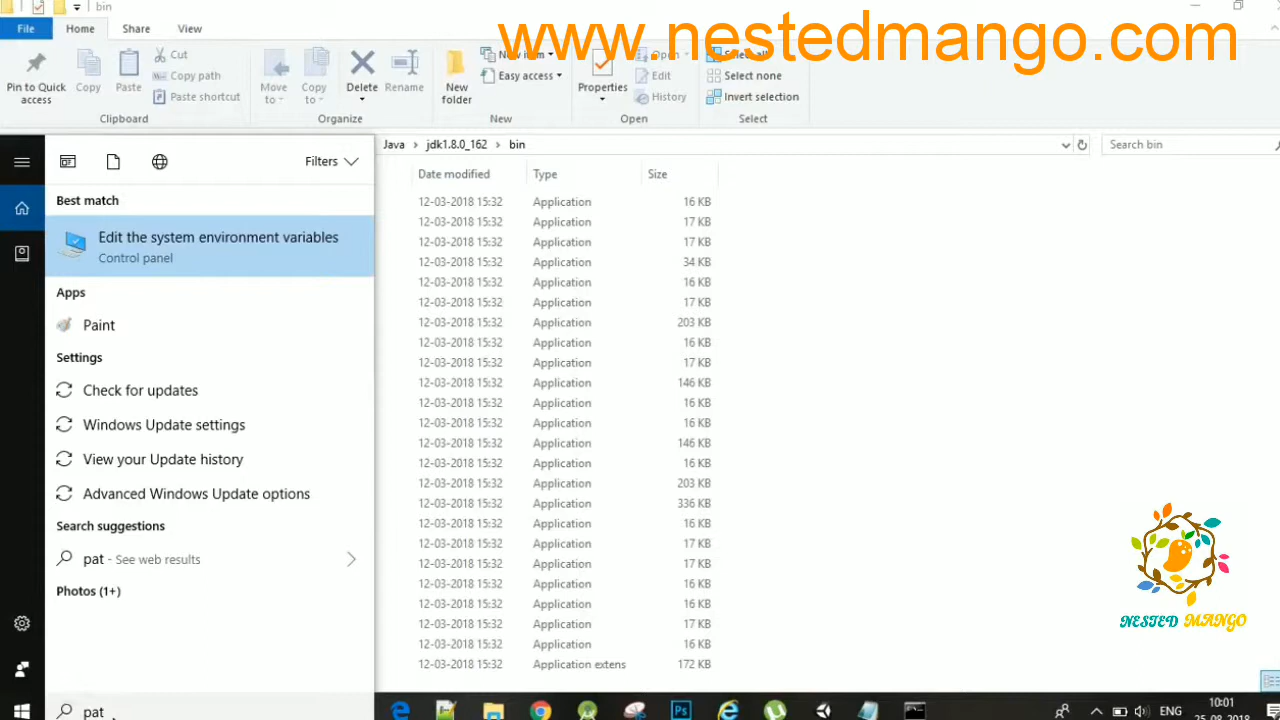 bin
www.nestedmango.com
File
Home
Share
View
Pin to Quick access
Copy
Paste
Cut
Copy path
Paste shortcut
Clipboard
Move to
Copy to
Delete
Rename
Organize
New folder
New item
Easy access
New
Properties
Open
Edit
History
Open
Select all
Select none
Invert selection
Select
Java > jdk1.8.0_162 > bin
Search bin
Filters
Best match
Edit the system environment variables
Control panel
Apps
Paint
Settings
Check for updates
Windows Update settings
View your Update history
Advanced Windows Update options
Search suggestions
pat - See web results
Photos (1+)
pat
Date modified Type Size
12-03-2018 15:32 Application 16 KB
12-03-2018 15:32 Application 17 KB
12-03-2018 15:32 Application 17 KB
12-03-2018 15:32 Application 34 KB
12-03-2018 15:32 Application 16 KB
12-03-2018 15:32 Application 17 KB
12-03-2018 15:32 Application 203 KB
12-03-2018 15:32 Application 16 KB
12-03-2018 15:32 Application 17 KB
12-03-2018 15:32 Application 146 KB
12-03-2018 15:32 Application 16 KB
12-03-2018 15:32 Application 16 KB
12-03-2018 15:32 Application 146 KB
12-03-2018 15:32 Application 16 KB
12-03-2018 15:32 Application 203 KB
12-03-2018 15:32 Application 336 KB
12-03-2018 15:32 Application 16 KB
12-03-2018 15:32 Application 17 KB
12-03-2018 15:32 Application 17 KB
12-03-2018 15:32 Application 16 KB
12-03-2018 15:32 Application 16 KB
12-03-2018 15:32 Application 17 KB
12-03-2018 15:32 Application 16 KB
12-03-2018 15:32 Application extens 172 KB
NESTED MANGO
Ps
ENG
10:01
25-08-2018